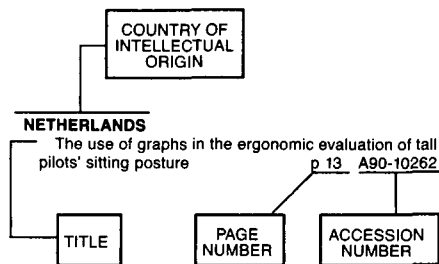 COUNTRY OF
INTELLECTUAL
ORIGIN
NETHERLANDS
The use of graphs in the ergonomic evaluation of tall
pilots' sitting posture p 13 A90-10262
TITLE
PAGE
NUMBER
ACCESSION
NUMBER